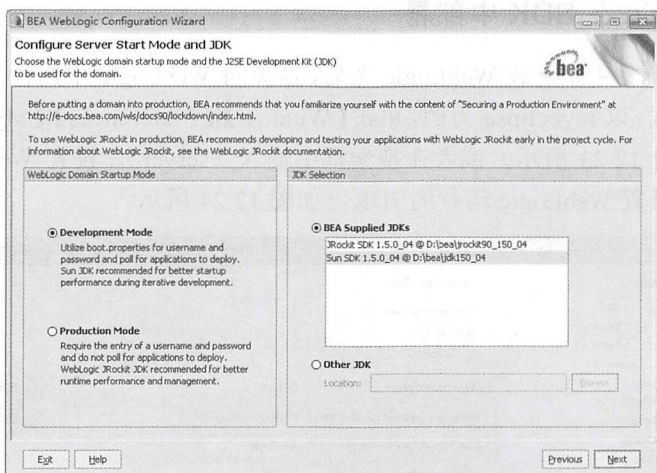 BEA WebLogic Configuration Wizard
Configure Server Start Mode and JDK
Choose the WebLogic domain startup mode and the J2SE Development Kit (JDK)
to be used for the domain.
bea
Before putting a domain into production, BEA recommends that you familiarize yourself with the content of "Securing a Production Environment" at
http://e-docs.bea.com/wls/docs90/lockdown/index.html.
To use WebLogic JRockit in production, BEA recommends developing and testing your applications with WebLogic JRockit early in the project cycle. For
information about WebLogic JRockit, see the WebLogic JRockit documentation.
WebLogic Domain Startup Mode
Development Mode
Utilize boot.properties for username and
password and poll for applications to deploy.
Sun JDK recommended for better startup
performance during iterative development.
Production Mode
Require the entry of a username and password
and do not poll for applications to deploy.
WebLogic JRockit JDK recommended for better
runtime performance and management.
JDK Selection
BEA Supplied JDKs
JRockit SDK 1.5.0_04 @ D:\bea\jrockit90_150_04
Sun SDK 1.5.0_04 @ D:\bea\jdk150_04
Other JDK
Location:
Browse
Exit
Help
Previous
Next